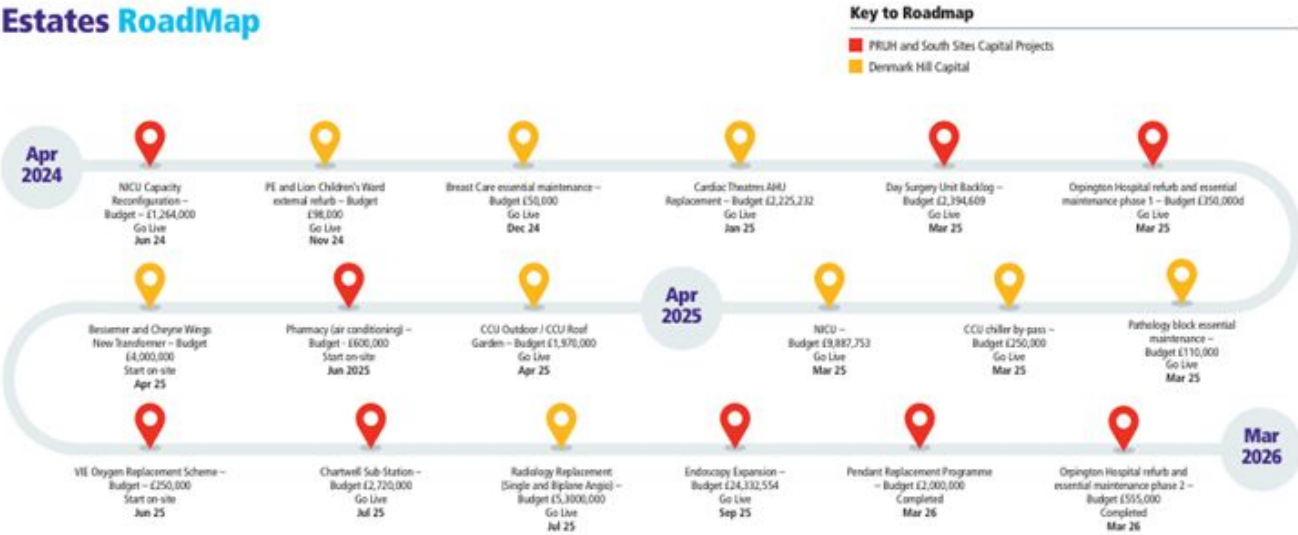 Estates RoadMap
Key to Roadmap
PRUH and South Sites Capital Projects
Denmark Hill Capital
Apr
2024
NICU Capacity
Reconfiguration –
Budget – £1,264,000
Go Live
Jun 24
PE and Lion Children's Ward
external refurb – Budget
£98,000
Go Live
Nov 24
Breast Care essential maintenance –
Budget £50,000
Go Live
Dec 24
Cardiac Theatres AHU
Replacement – Budget £2,225,232
Go Live
Jan 25
Day Surgery Unit Backlog –
Budget £2,394,609
Go Live
Mar 25
Orpington Hospital refurb and essential
maintenance phase 1 – Budget £350,000d
Go Live
Mar 25
Bessemer and Cheyne Wings
New Transformer – Budget
£4,000,000
Start on-site
Apr 25
Pharmacy (air conditioning) –
Budget - £600,000
Start on-site
Jun 2025
CCU Outdoor / CCU Roof
Garden – Budget £1,970,000
Go Live
Apr 25
Apr
2025
NICU –
Budget £9,887,753
Go Live
Mar 25
CCU chiller by-pass –
Budget £250,000
Go Live
Mar 25
Pathology block essential
maintenance –
Budget £110,000
Go Live
Mar 25
VIE Oxygen Replacement Scheme –
Budget – £250,000
Start on-site
Jun 25
Chartwell Sub-Station –
Budget £2,720,000
Go Live
Jul 25
Radiology Replacement
(Single and Biplane Angio) –
Budget £5,3000,000
Go Live
Jul 25
Endoscopy Expansion –
Budget £24,332,554
Go Live
Sep 25
Pendant Replacement Programme
– Budget £2,000,000
Completed
Mar 26
Orpington Hospital refurb and
essential maintenance phase 2 –
Budget £555,000
Completed
Mar 26
Mar
2026